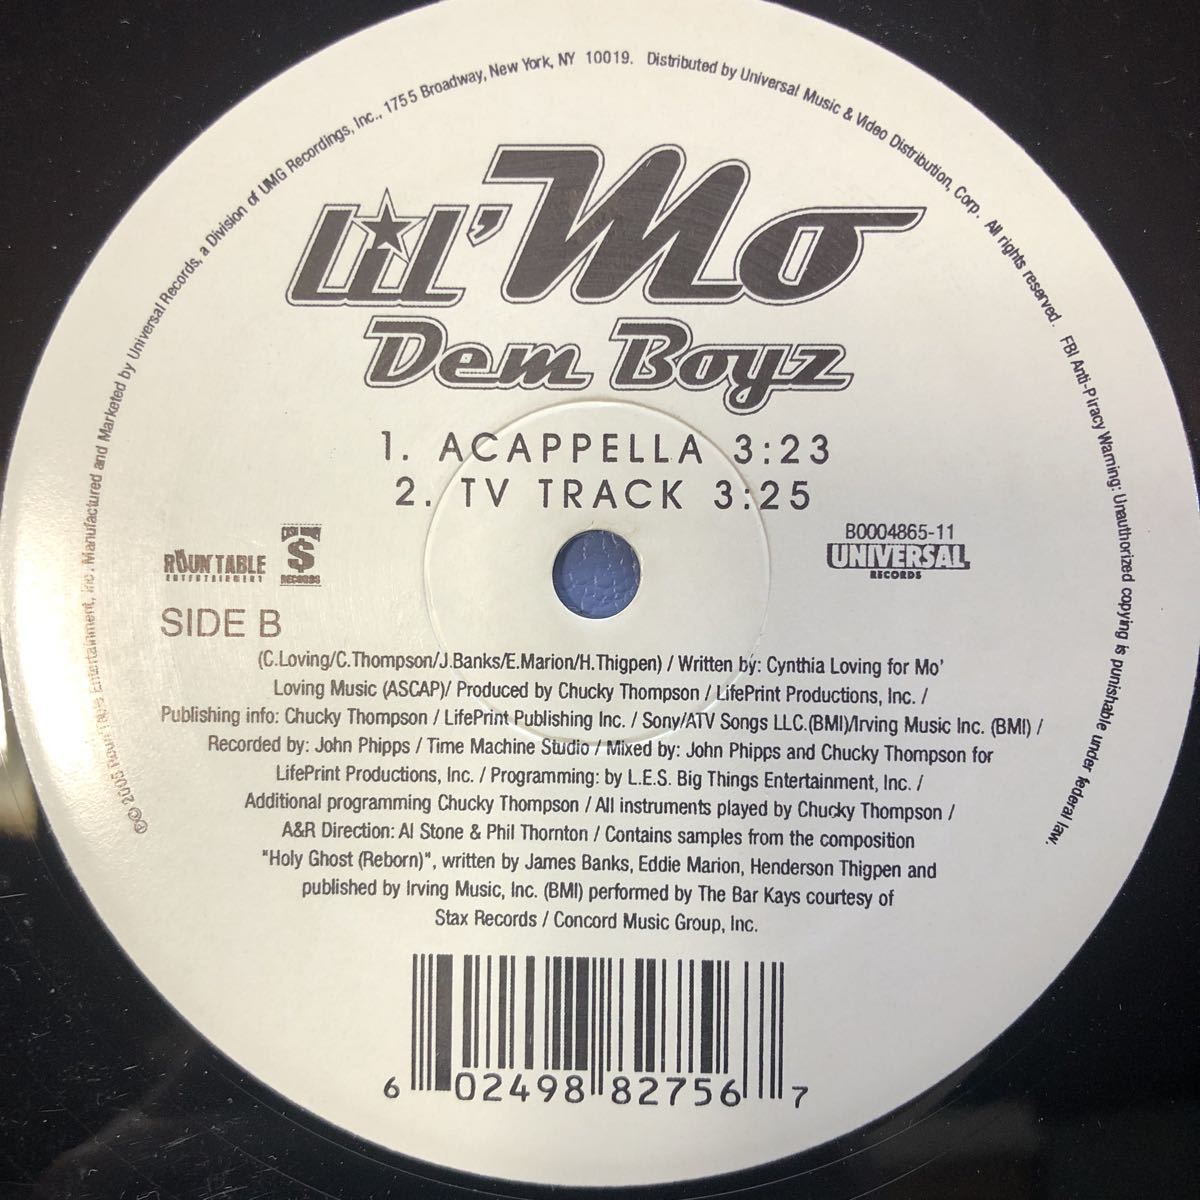 ℗© 2005 Entertainment, Inc. Manufactured and Marketed by Universal Records, a Division of UMG Recordings, Inc., 1755 Broadway, New York, NY 10019. Distributed by Universal Music & Video Distribution, Corp. All rights reserved. FBI Anti-Piracy Warning: Unauthorized copying is punishable under federal law.
Lil' Mo
Dem Boyz
1. ACAPPELLA 3:23
2. TV TRACK 3:25
ROUN'TABLE
ENTERTAINMENT
CASH MONEY
$
RECORDS
B0004865-11
UNIVERSAL
RECORDS
SIDE B
(C.Loving/C.Thompson/J.Banks/E.Marion/H.Thigpen) / Written by: Cynthia Loving for Mo'
Loving Music (ASCAP)/ Produced by Chucky Thompson / LifePrint Productions, Inc. /
Publishing info: Chucky Thompson / LifePrint Publishing Inc. / Sony/ATV Songs LLC.(BMI)/Irving Music Inc. (BMI) /
Recorded by: John Phipps / Time Machine Studio / Mixed by: John Phipps and Chucky Thompson for
LifePrint Productions, Inc. / Programming: by L.E.S. Big Things Entertainment, Inc. /
Additional programming Chucky Thompson / All instruments played by Chucky Thompson /
A&R Direction: Al Stone & Phil Thornton / Contains samples from the composition
"Holy Ghost (Reborn)", written by James Banks, Eddie Marion, Henderson Thigpen and
published by Irving Music, Inc. (BMI) performed by The Bar Kays courtesy of
Stax Records / Concord Music Group, Inc.
6 02498 82756 7